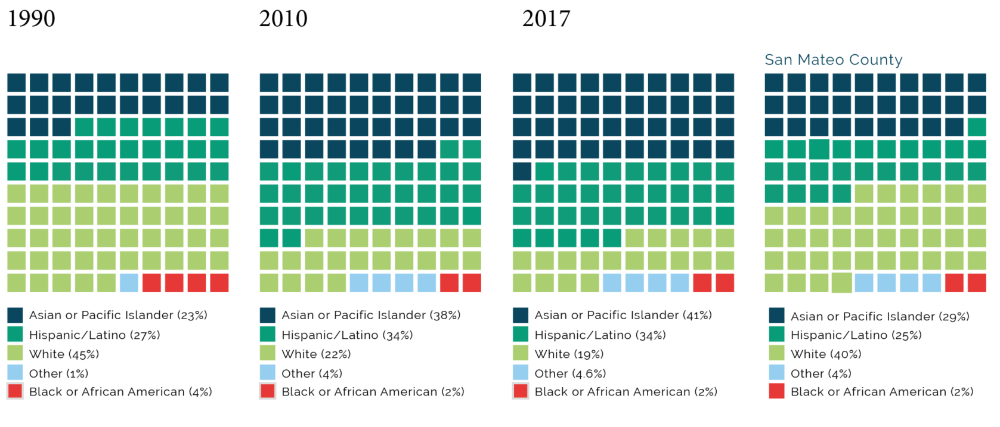 1990
Asian or Pacific Islander (23%)
Hispanic/Latino (27%)
White (45%)
Other (1%)
Black or African American (4%)
2010
Asian or Pacific Islander (38%)
Hispanic/Latino (34%)
White (22%)
Other (4%)
Black or African American (2%)
2017
Asian or Pacific Islander (41%)
Hispanic/Latino (34%)
White (19%)
Other (4.6%)
Black or African American (2%)
San Mateo County
Asian or Pacific Islander (29%)
Hispanic/Latino (25%)
White (40%)
Other (4%)
Black or African American (2%)